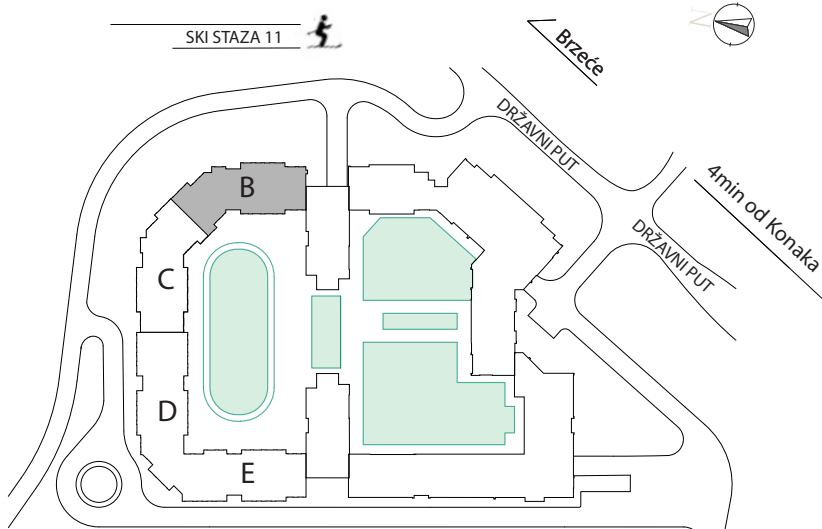 SKI STAZA 11
N
Brzeće
DRŽAVNI PUT
4min od Konaka
DRŽAVNI PUT
B
C
D
E